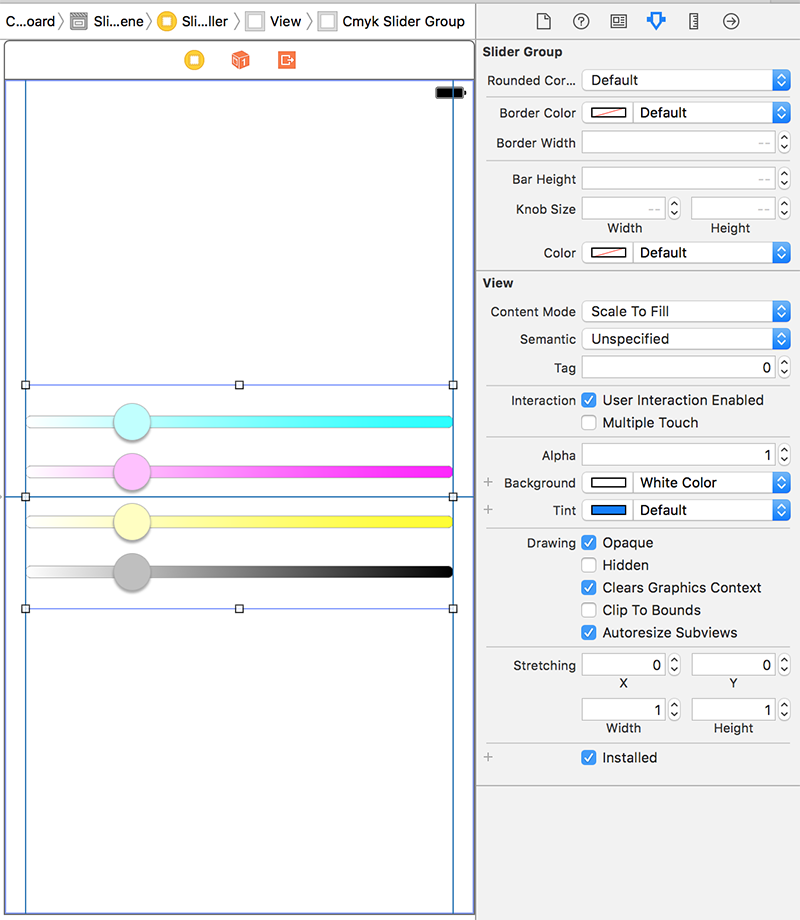 C...oard Sli...ene Sli...ller View Cmyk Slider Group
Slider Group
Rounded Cor... Default
Border Color Default
Border Width --
Bar Height --
Knob Size -- --
Width Height
Color Default
View
Content Mode Scale To Fill
Semantic Unspecified
Tag 0
Interaction User Interaction Enabled
Multiple Touch
Alpha 1
+ Background White Color
+ Tint Default
Drawing Opaque
Hidden
Clears Graphics Context
Clip To Bounds
Autoresize Subviews
Stretching 0 0
X Y
1 1
Width Height
+ Installed